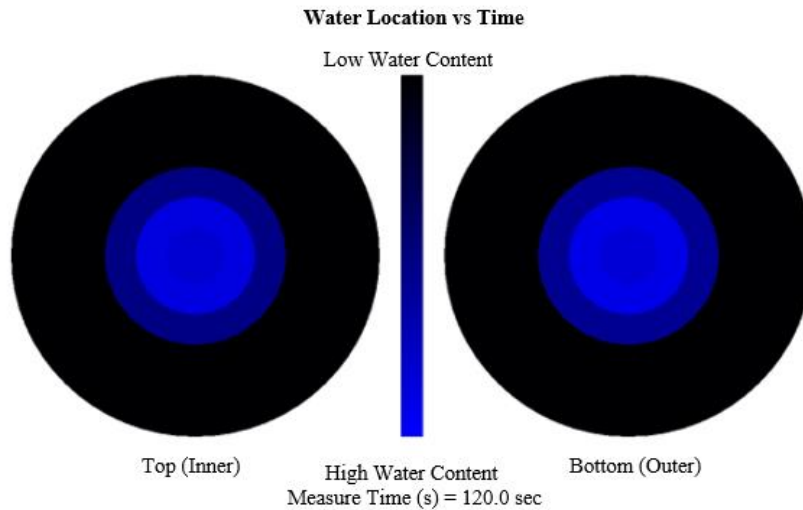 Water Location vs Time
Low Water Content
Top (Inner)
High Water Content
Bottom (Outer)
Measure Time (s) = 120.0 sec